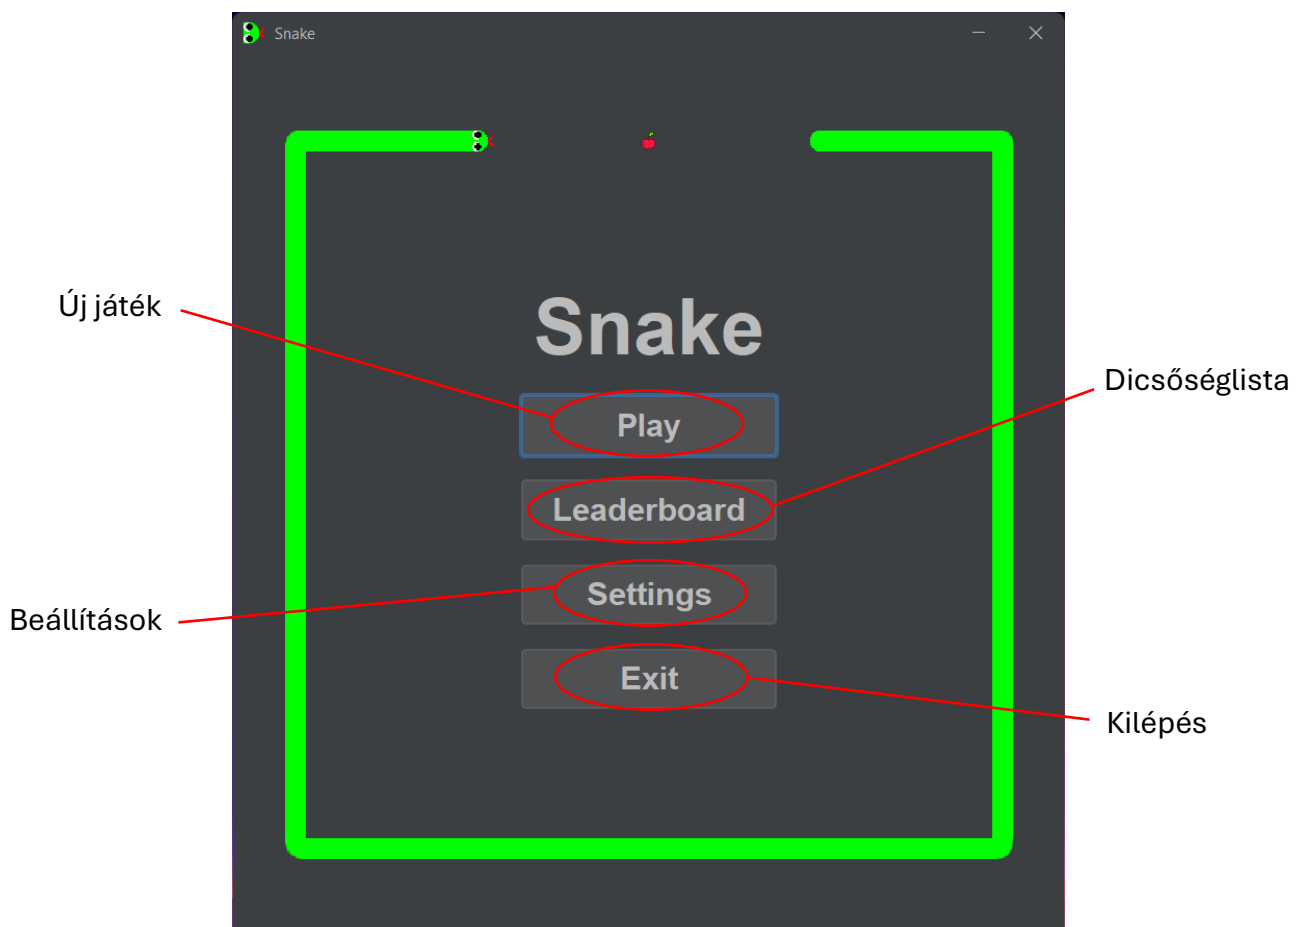 Snake
Snake
Új játék
Dicsőséglista
Play
Leaderboard
Settings
Beállítások
Exit
Kilépés